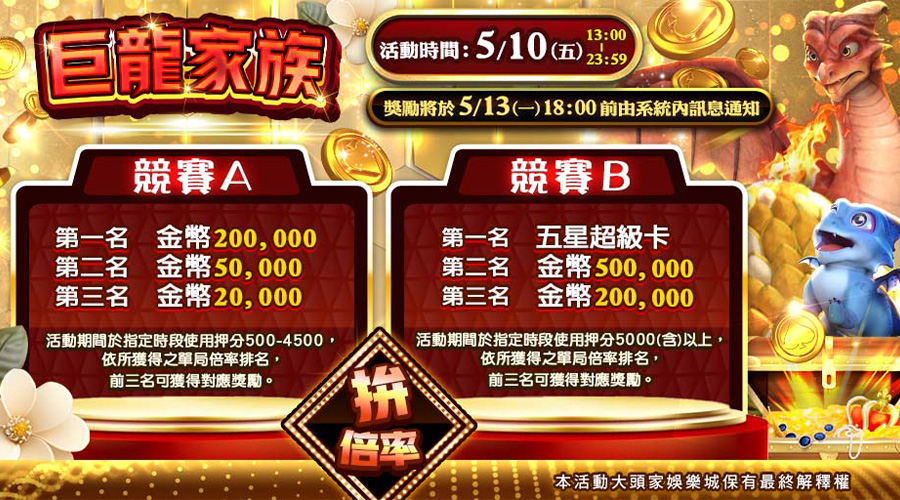 巨龍家族
活動時間：5/10(五) 13:00
|
23:59
獎勵將於 5/13(一)18:00 前由系統內訊息通知
競賽A
第一名 金幣200,000
第二名 金幣50,000
第三名 金幣20,000
活動期間於指定時段使用押分500-4500，
依所獲得之單局倍率排名，
前三名可獲得對應獎勵。
競賽B
第一名 五星超級卡
第二名 金幣500,000
第三名 金幣200,000
活動期間於指定時段使用押分5000(含)以上，
依所獲得之單局倍率排名，
前三名可獲得對應獎勵。
拚
倍率
本活動大頭家娛樂城保有最終解釋權